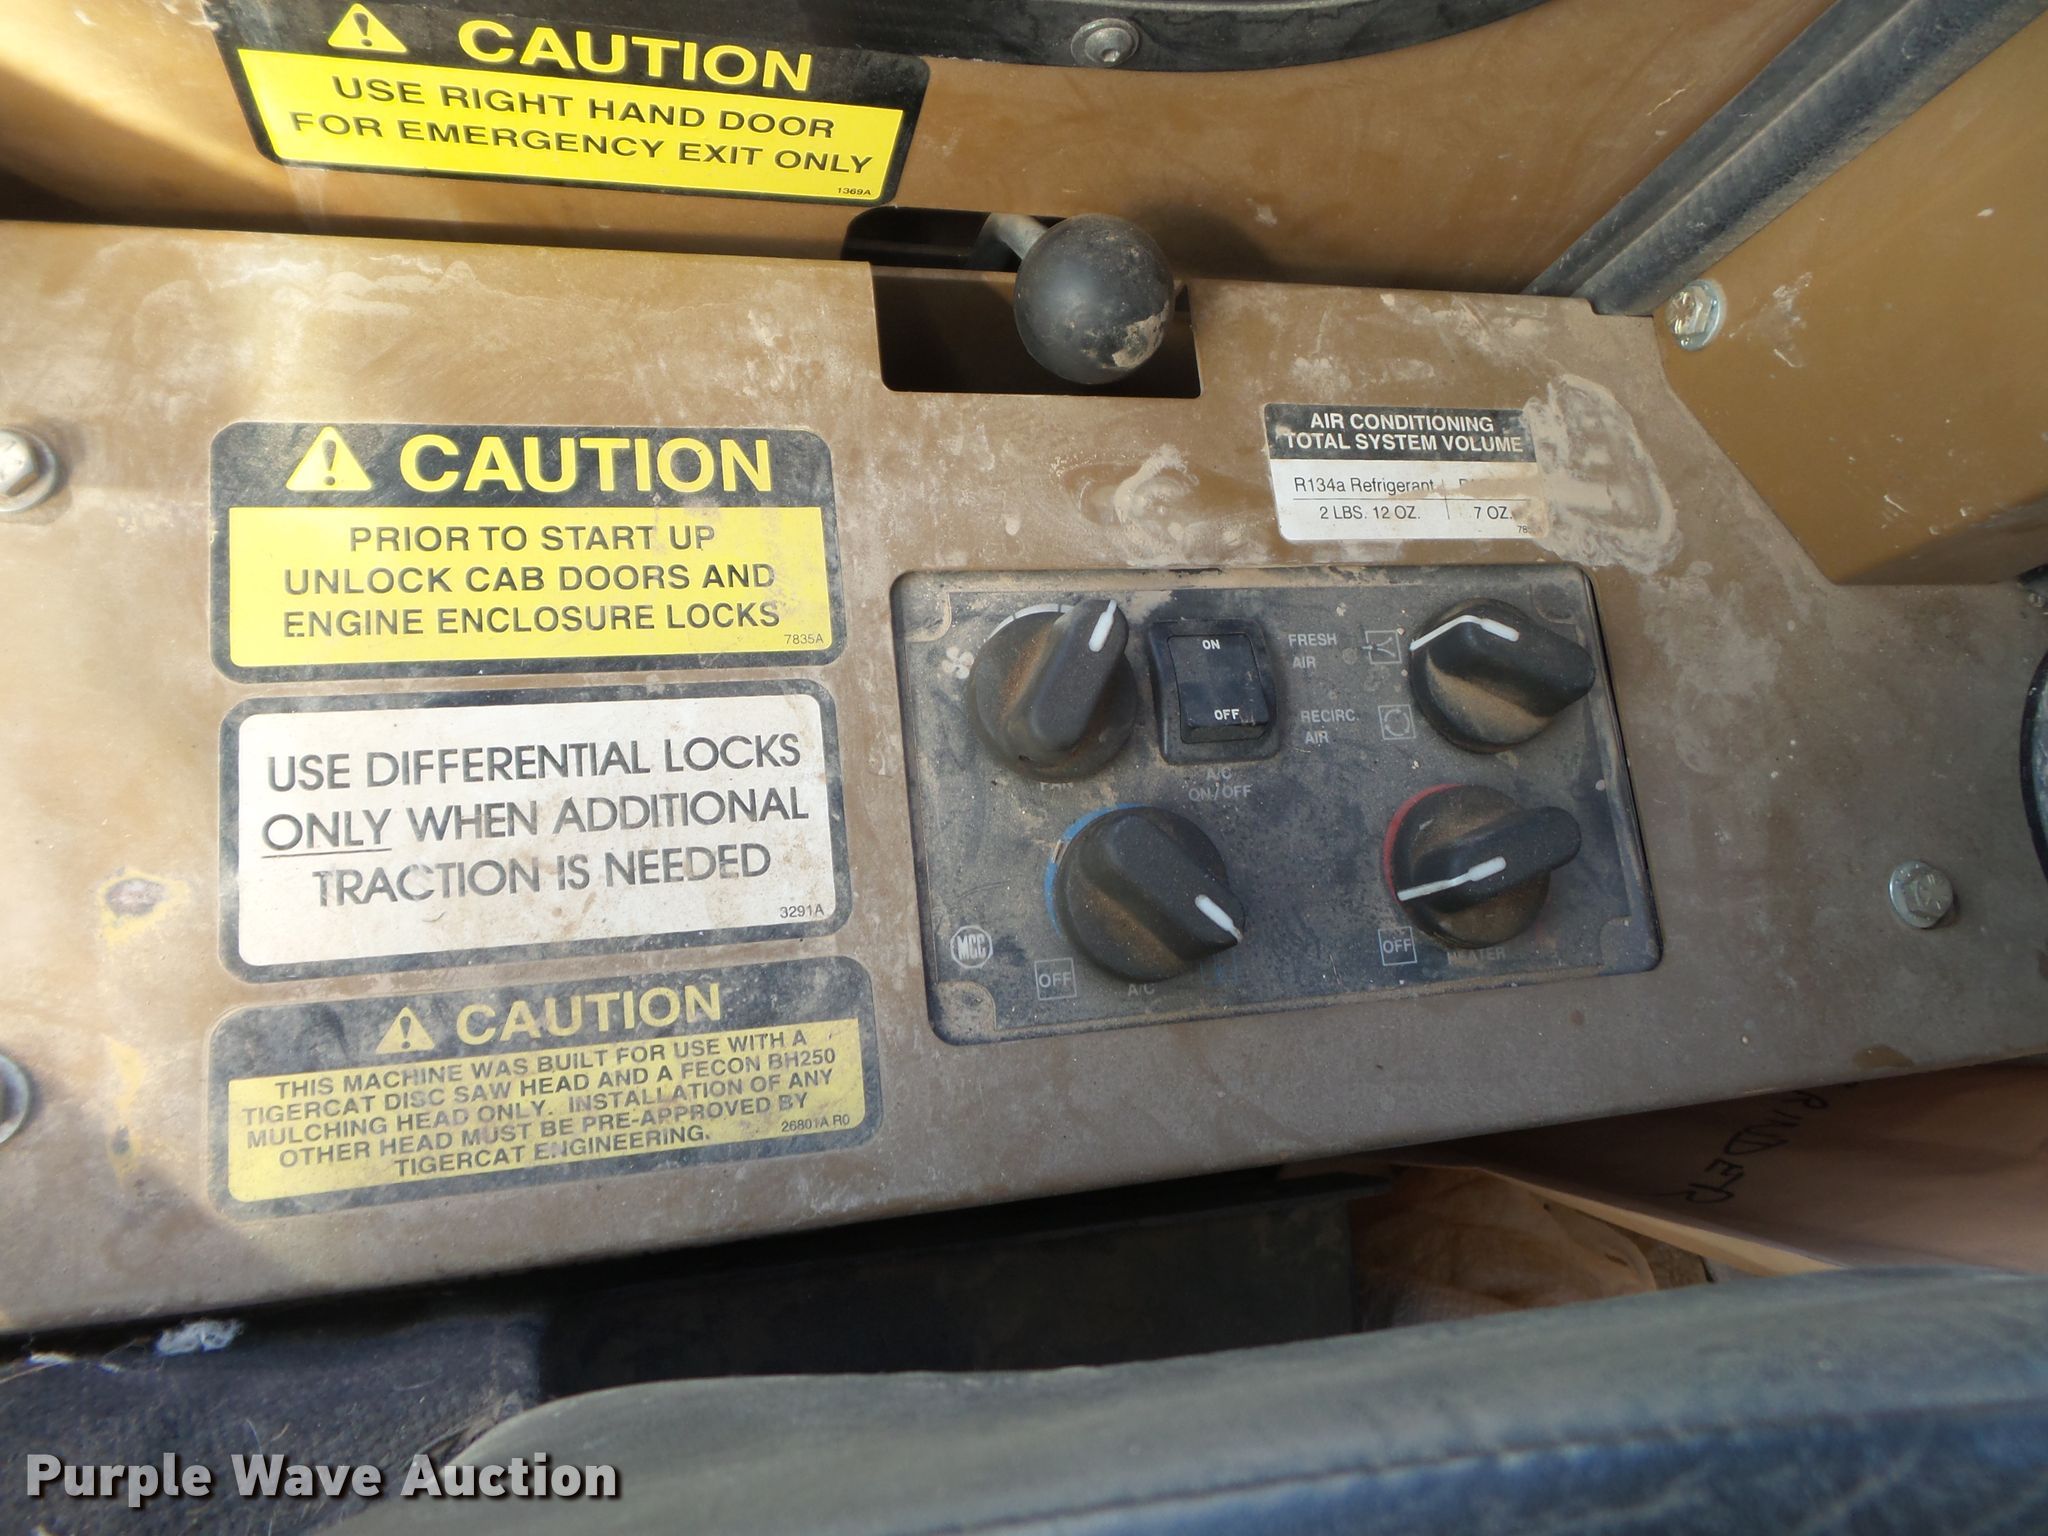 CAUTION
USE RIGHT HAND DOOR
FOR EMERGENCY EXIT ONLY
1369A
CAUTION
PRIOR TO START UP
UNLOCK CAB DOORS AND
ENGINE ENCLOSURE LOCKS
7835A
USE DIFFERENTIAL LOCKS
ONLY WHEN ADDITIONAL
TRACTION IS NEEDED
3291A
CAUTION
THIS MACHINE WAS BUILT FOR USE WITH A
TIGERCAT DISC SAW HEAD AND A FECON BH250
MULCHING HEAD ONLY. INSTALLATION OF ANY
OTHER HEAD MUST BE PRE-APPROVED BY
TIGERCAT ENGINEERING.
26801A R0
AIR CONDITIONING
TOTAL SYSTEM VOLUME
R134a Refrigerant
2 LBS. 12 OZ. 7 OZ.
ON
OFF
A/C
ON/OFF
FRESH
AIR
RECIRC.
AIR
FAN
MCC
OFF
A/C
OFF
HEATER
Purple Wave Auction